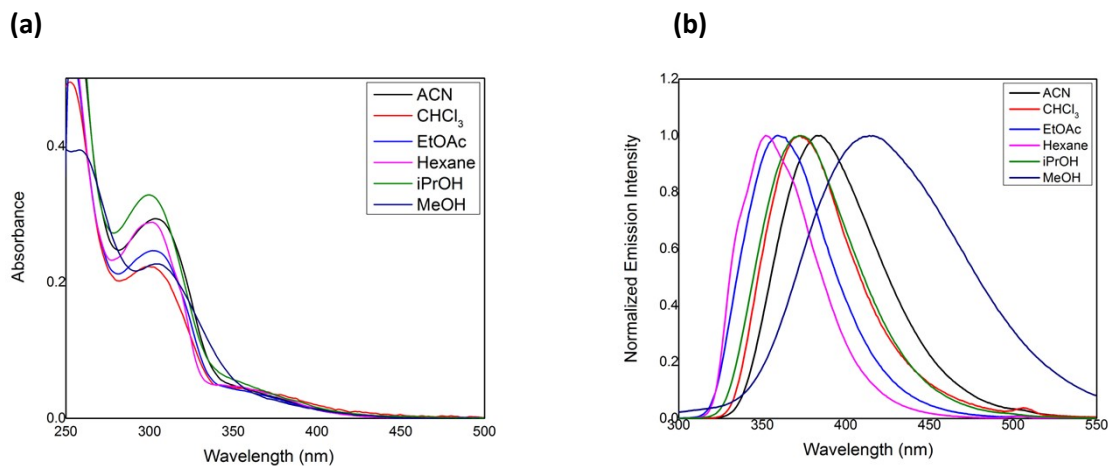 (a)
(b)
Absorbance
0.4
0.2
0.0
250
300
350
400
450
500
Wavelength (nm)
ACN
CHCl₃
EtOAc
Hexane
iPrOH
MeOH
Normalized Emission Intensity
1.2
1.0
0.8
0.6
0.4
0.2
0.0
300
350
400
450
500
550
Wavelength (nm)
ACN
CHCl₃
EtOAc
Hexane
iPrOH
MeOH